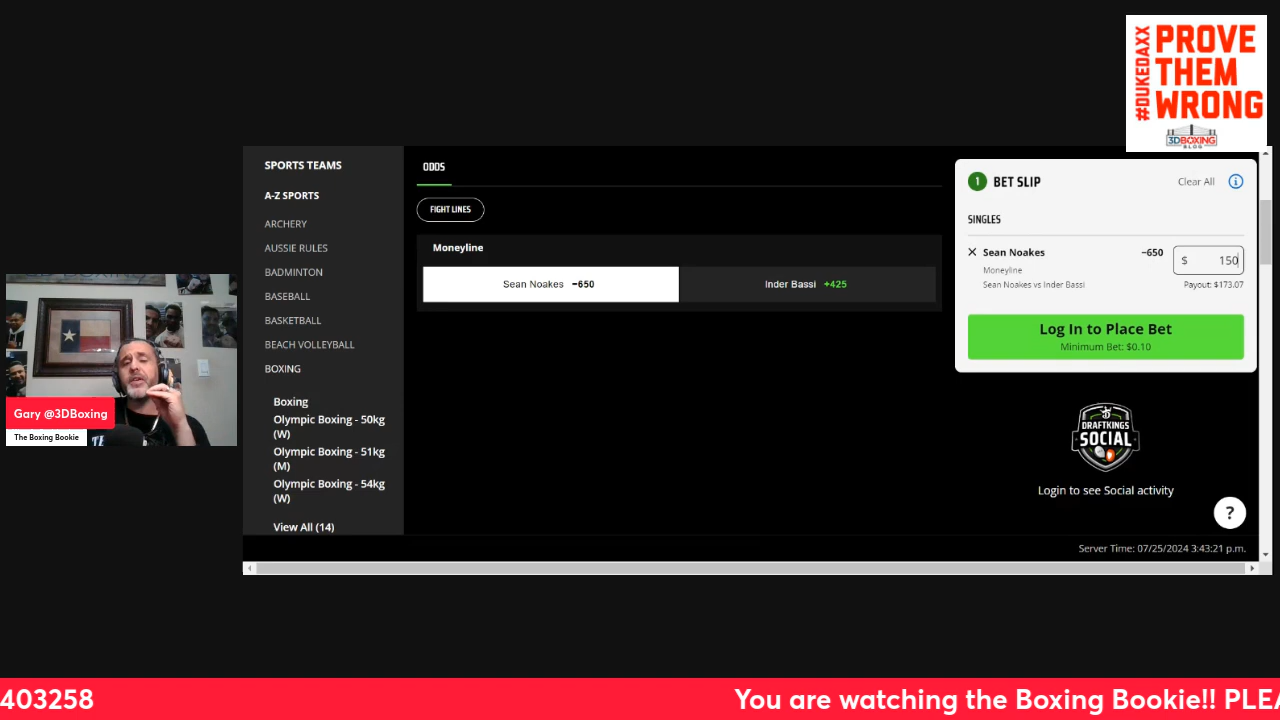 #DUKEDAXX
PROVE
THEM
WRONG
3DBOXING
BLOG
SPORTS TEAMS
A-Z SPORTS
ARCHERY
AUSSIE RULES
BADMINTON
BASEBALL
BASKETBALL
BEACH VOLLEYBALL
BOXING
Boxing
Olympic Boxing - 50kg
(W)
Olympic Boxing - 51kg
(M)
Olympic Boxing - 54kg
(W)
View All (14)
ODDS
FIGHT LINES
Moneyline
Sean Noakes −650
Inder Bassi +425
1 BET SLIP
Clear All
SINGLES
Sean Noakes −650
$ 150
Moneyline
Sean Noakes vs Inder Bassi
Payout: $173.07
Log In to Place Bet
Minimum Bet: $0.10
DRAFTKINGS
SOCIAL
Login to see Social activity
?
Server Time: 07/25/2024 3:43:21 p.m.
Gary @3DBoxing
The Boxing Bookie
403258
You are watching the Boxing Bookie!! PLEA